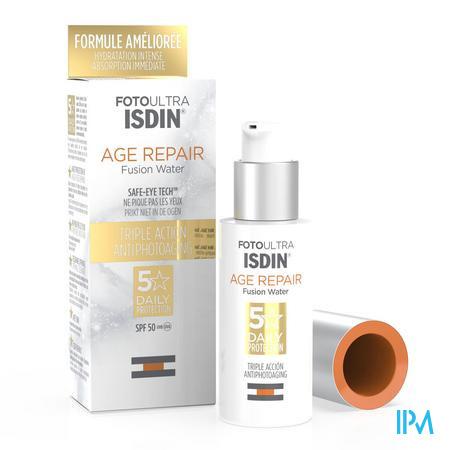 FORMULE AMÉLIORÉE
HYDRATATION INTENSE
ABSORPTION IMMÉDIATE
FOTOULTRA
ISDIN®
AGE REPAIR
Fusion Water
SAFE-EYE TECH™
NE PIQUE PAS LES YEUX
PRIKT NIET IN DE OGEN
TRIPLE ACTION
ANTIPHOTOAGING
5
DAILY
PROTECTION
SPF 50
FOTOULTRA
ISDIN®
AGE REPAIR
Fusion Water
5
DAILY
PROTECTION
TRIPLE ACCIÓN
ANTIPHOTOAGING
IPM